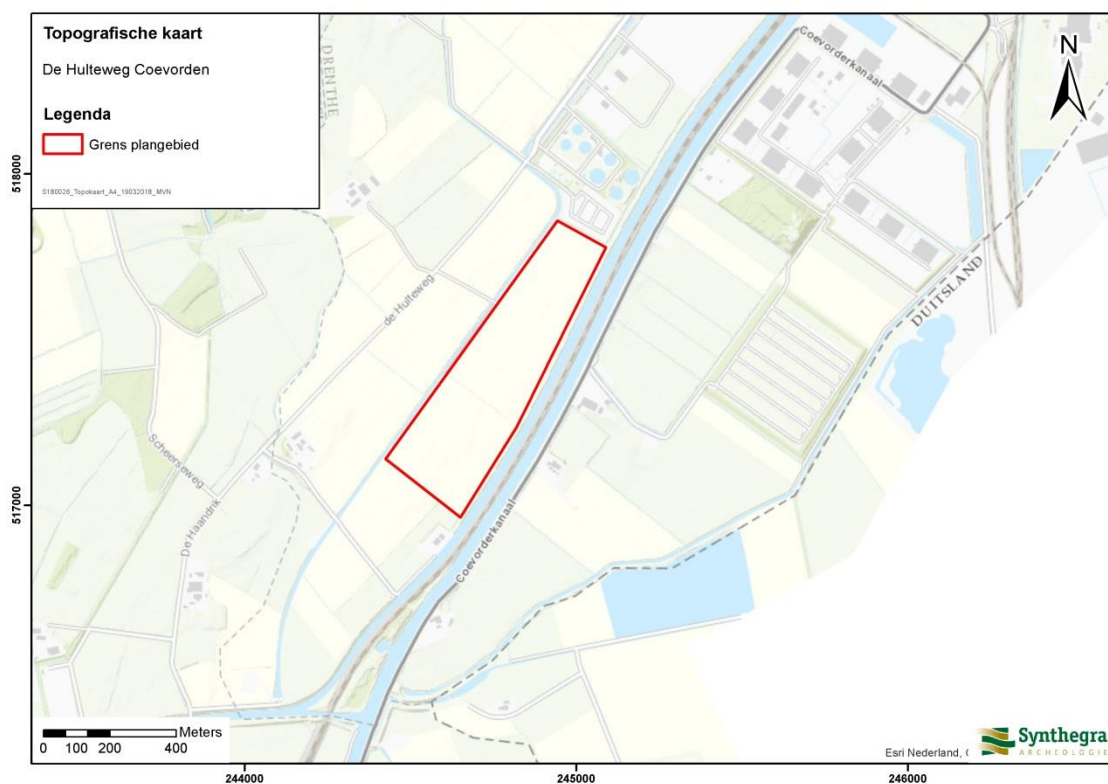 Topografische kaart
De Hulteweg Coevorden
Legenda
Grens plangebied
S180026_Topokaart_A4_19032018_MVN
N
DRENTHE
Coevorderkanaal
518000
de Hulteweg
DUITSLAND
Scheerseweg
De Haandrik
Coevorderkanaal
517000
Meters
0 100 200 400
Esri Nederland, C
Synthegra
ARCHEOLOGIE
244000 245000 246000